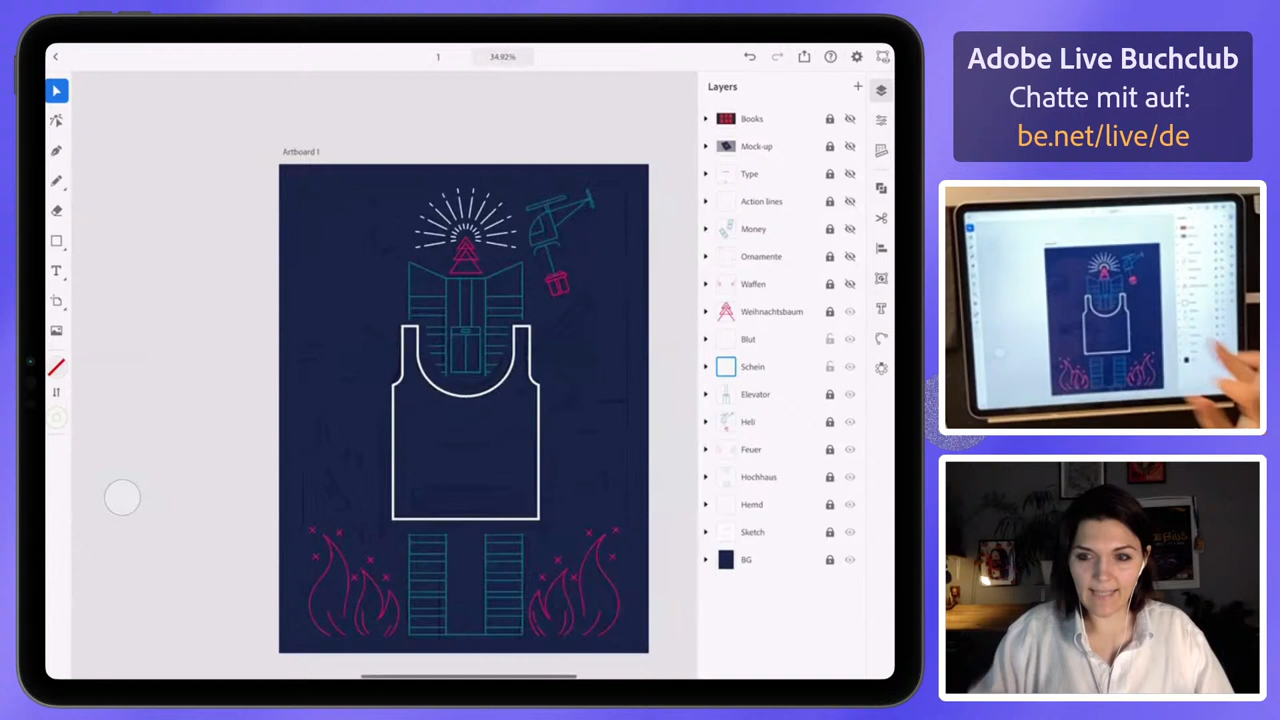 1
34.92%
Layers
Books
Mock-up
Type
Action lines
Money
Ornamente
Waffen
Weihnachtsbaum
Blut
Schein
Elevator
Heli
Feuer
Hochhaus
Hemd
Sketch
BG
Artboard 1
Adobe Live Buchclub
Chatte mit auf:
be.net/live/de